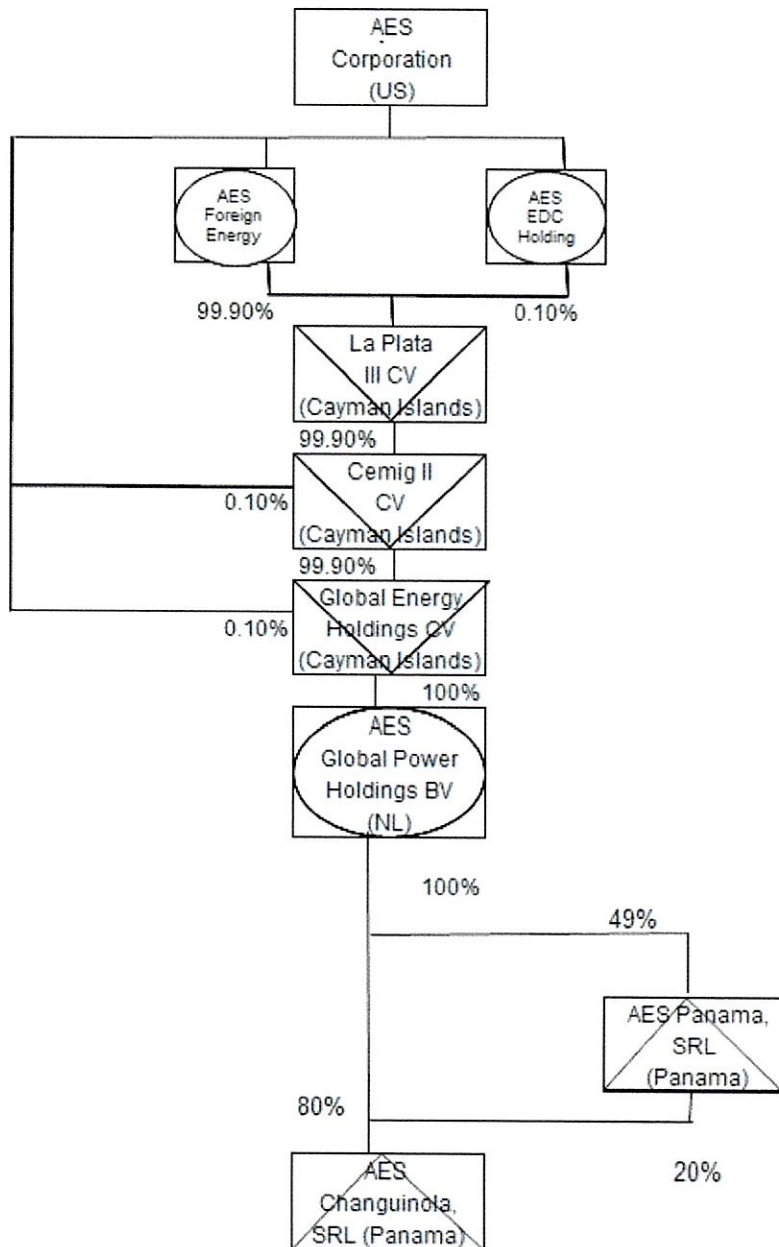 AES
Corporation
(US)
AES
Foreign
Energy
AES
EDC
Holding
99.90%
0.10%
La Plata
III CV
(Cayman Islands)
99.90%
Cemig II
CV
(Cayman Islands)
0.10%
99.90%
Global Energy
Holdings CV
(Cayman Islands)
0.10%
100%
AES
Global Power
Holdings BV
(NL)
100%
49%
AES Panama,
SRL
(Panama)
80%
20%
AES
Changuinola,
SRL (Panama)